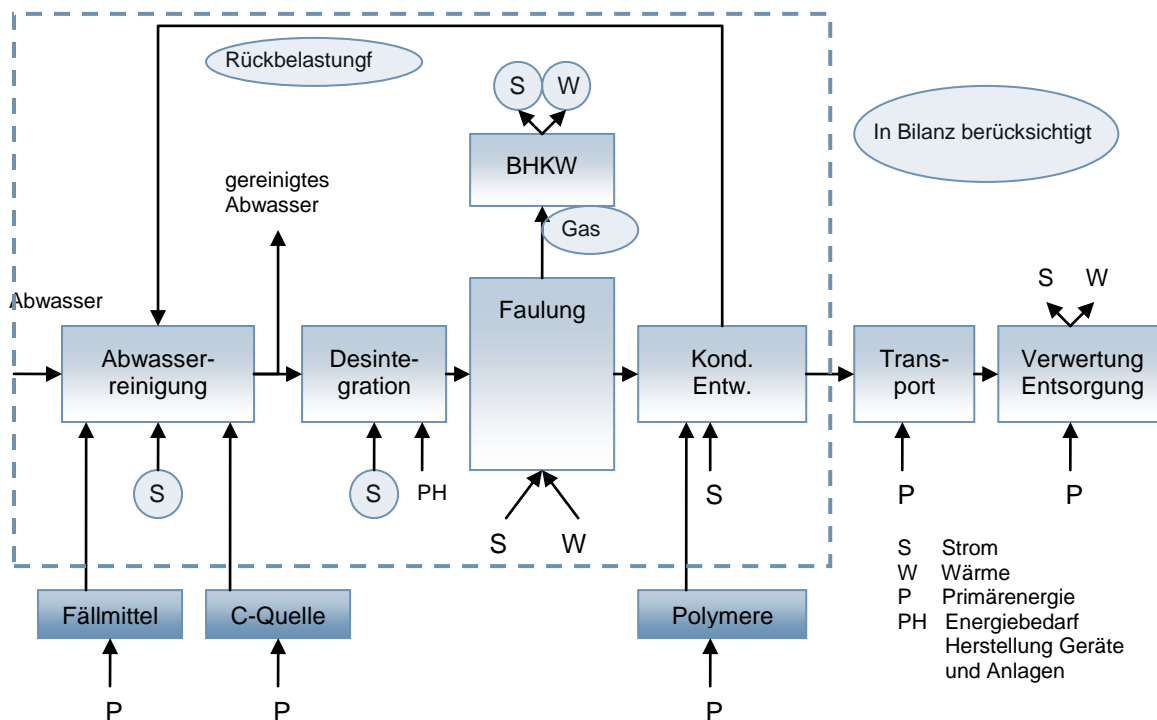 Rückbelastungf
S
W
In Bilanz berücksichtigt
BHKW
gereinigtes
Abwasser
Gas
Abwasser
Faulung
S
W
Abwasser-
reinigung
Desinte-
gration
Kond.
Entw.
Trans-
port
Verwertung
Entsorgung
S
S
PH
S
P
P
S
W
S Strom
W Wärme
P Primärenergie
PH Energiebedarf
Herstellung Geräte
und Anlagen
Fällmittel
C-Quelle
Polymere
P
P
P